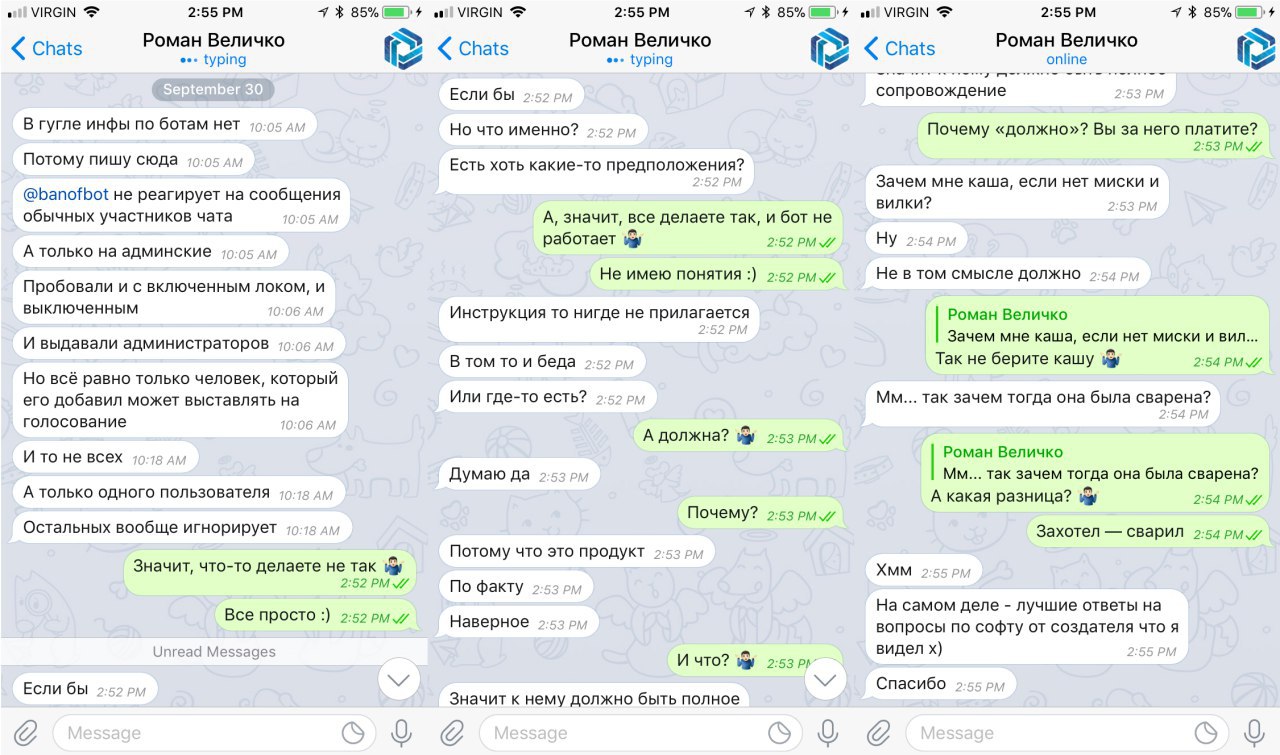 VIRGIN 2:55 PM 85%
Chats
Роман Величко
typing
September 30
В гугле инфы по ботам нет 10:05 AM
Потому пишу сюда 10:05 AM
@banofbot не реагирует на сообщения
обычных участников чата 10:05 AM
А только на админские 10:05 AM
Пробовали и с включенным локом, и
выключенным 10:06 AM
И выдавали администраторов 10:06 AM
Но всё равно только человек, который
его добавил может выставлять на
голосование 10:06 AM
И то не всех 10:18 AM
А только одного пользователя 10:18 AM
Остальных вообще игнорирует 10:18 AM
Значит, что-то делаете не так 🤷🏻‍♂️
2:52 PM
Все просто :) 2:52 PM
Unread Messages
Если бы 2:52 PM
Message
VIRGIN 2:55 PM 85%
Chats
Роман Величко
typing
Если бы 2:52 PM
Но что именно? 2:52 PM
Есть хоть какие-то предположения?
2:52 PM
А, значит, все делаете так, и бот не
работает 🤷🏻‍♂️ 2:52 PM
Не имею понятия :) 2:52 PM
Инструкция то нигде не прилагается
2:52 PM
В том то и беда 2:52 PM
Или где-то есть? 2:52 PM
А должна? 🤷🏻‍♂️ 2:53 PM
Думаю да 2:53 PM
Почему? 2:53 PM
Потому что это продукт 2:53 PM
По факту 2:53 PM
Наверное 2:53 PM
И что? 🤷🏻‍♂️ 2:53 PM
Значит к нему должно быть полное
Message
VIRGIN 2:55 PM 85%
Chats
Роман Величко
online
Значит к нему должно быть полное
сопровождение 2:53 PM
Почему «должно»? Вы за него платите?
2:53 PM
Зачем мне каша, если нет миски и
вилки? 2:53 PM
Ну 2:54 PM
Не в том смысле должно 2:54 PM
Роман Величко
Зачем мне каша, если нет миски и вил...
Так не берите кашу 🤷🏻‍♂️ 2:54 PM
Мм... так зачем тогда она была сварена?
2:54 PM
Роман Величко
Мм... так зачем тогда она была сварена?
А какая разница? 🤷🏻‍♂️ 2:54 PM
Захотел — сварил 2:54 PM
Хмм 2:55 PM
На самом деле - лучшие ответы на
вопросы по софту от создателя что я
видел х) 2:55 PM
Спасибо 2:55 PM
Message